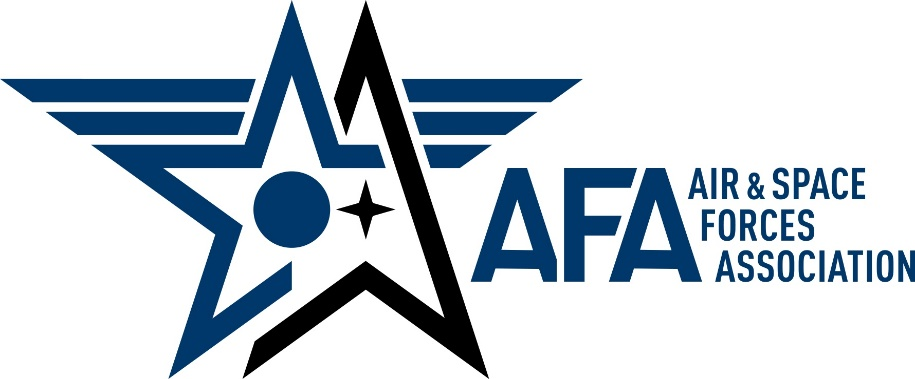 AFA
AIR & SPACE
FORCES
ASSOCIATION